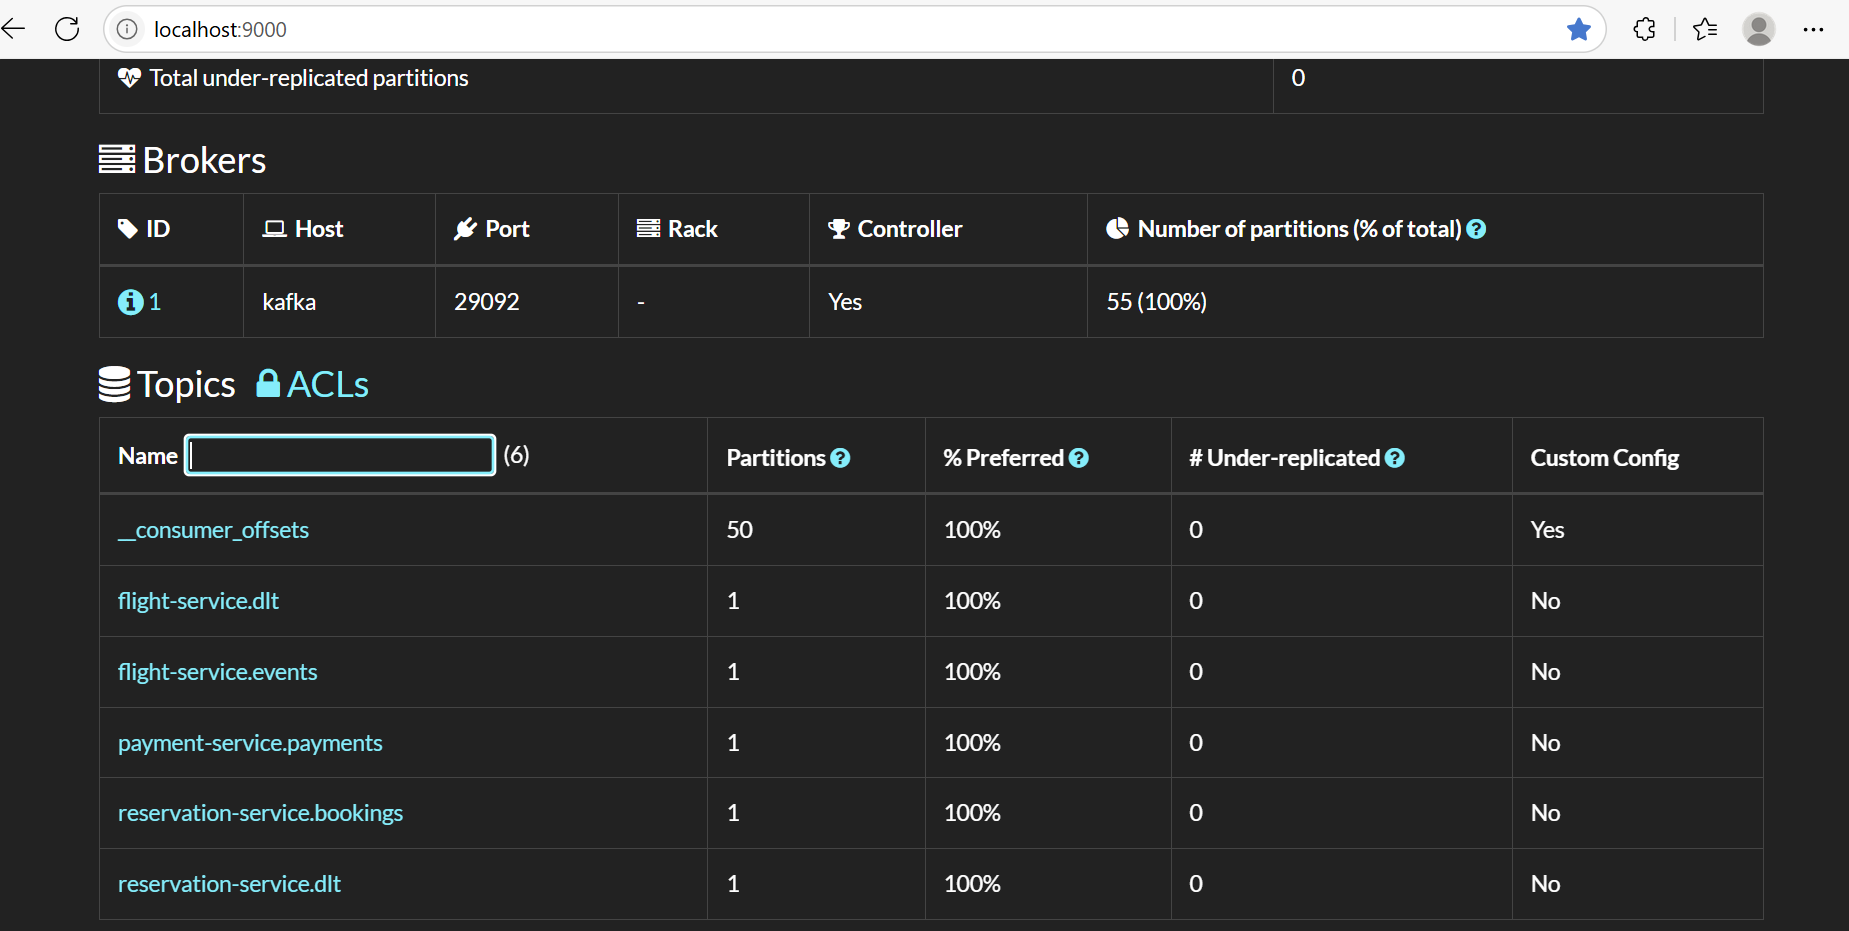 localhost:9000
Total under-replicated partitions 0
Brokers
ID Host Port Rack Controller Number of partitions (% of total)
1 kafka 29092 - Yes 55 (100%)
Topics ACLs
Name (6) Partitions % Preferred # Under-replicated Custom Config
__consumer_offsets 50 100% 0 Yes
flight-service.dlt 1 100% 0 No
flight-service.events 1 100% 0 No
payment-service.payments 1 100% 0 No
reservation-service.bookings 1 100% 0 No
reservation-service.dlt 1 100% 0 No